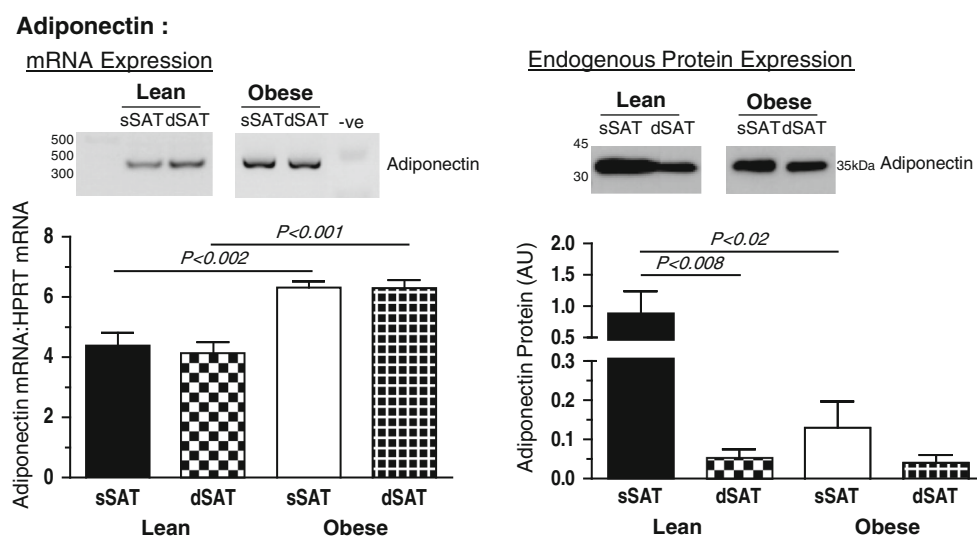 Adiponectin :
mRNA Expression
Lean Obese
sSAT dSAT sSAT dSAT -ve
500
500
300
Adiponectin
Adiponectin mRNA:HPRT mRNA
8
6
4
2
0
P<0.001
P<0.002
sSAT dSAT sSAT dSAT
Lean Obese
Endogenous Protein Expression
Lean Obese
sSAT dSAT sSAT dSAT
45
30
35kDa Adiponectin
Adiponectin Protein (AU)
2.0
1.5
1.0
0.5
0.3
0.2
0.1
0.0
P<0.02
P<0.008
sSAT dSAT sSAT dSAT
Lean Obese